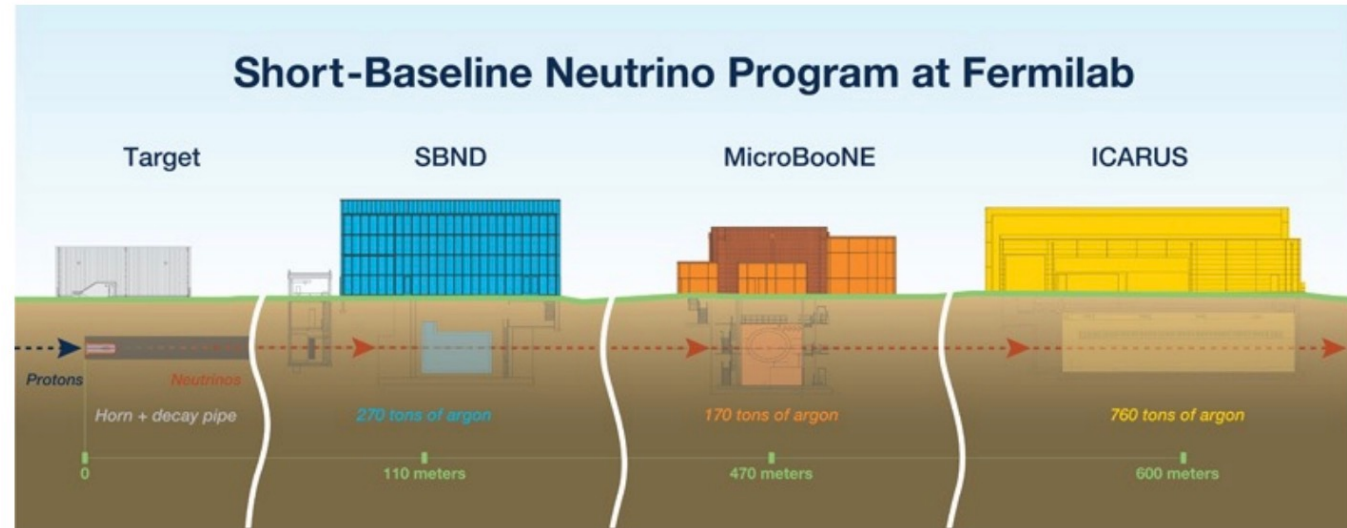 Short-Baseline Neutrino Program at Fermilab
Target
SBND
MicroBooNE
ICARUS
Protons
Neutrinos
Horn + decay pipe
270 tons of argon
170 tons of argon
760 tons of argon
0
110 meters
470 meters
600 meters